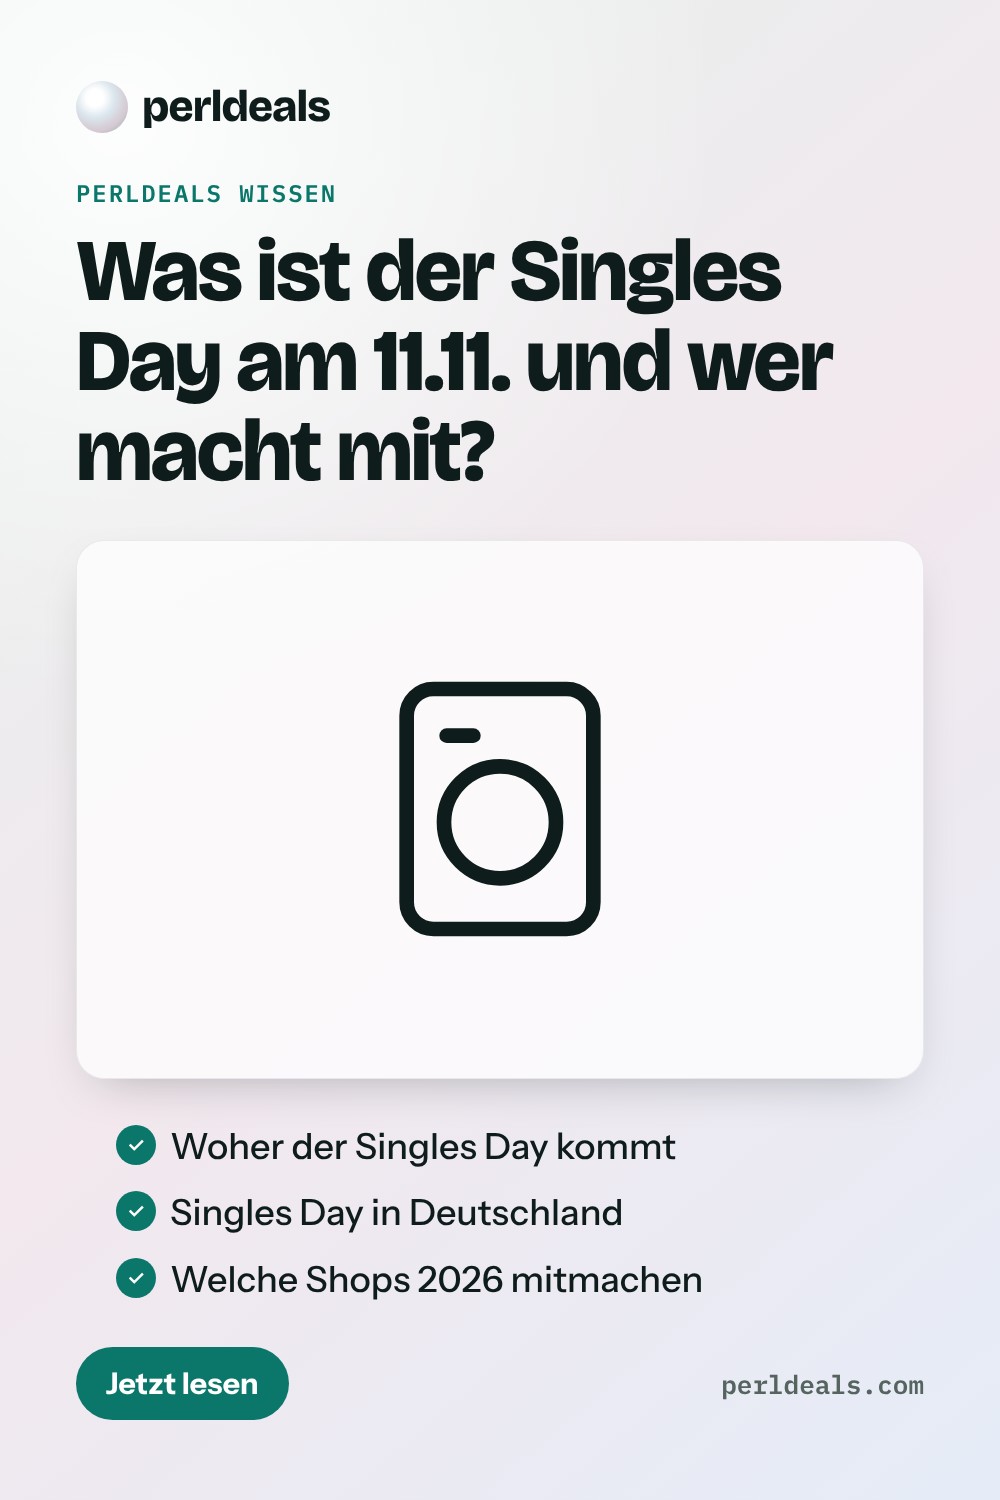 perldeals
PERLDEALS WISSEN
Was ist der Singles
Day am 11.11. und wer
macht mit?
Woher der Singles Day kommt
Singles Day in Deutschland
Welche Shops 2026 mitmachen
Jetzt lesen
perldeals.com